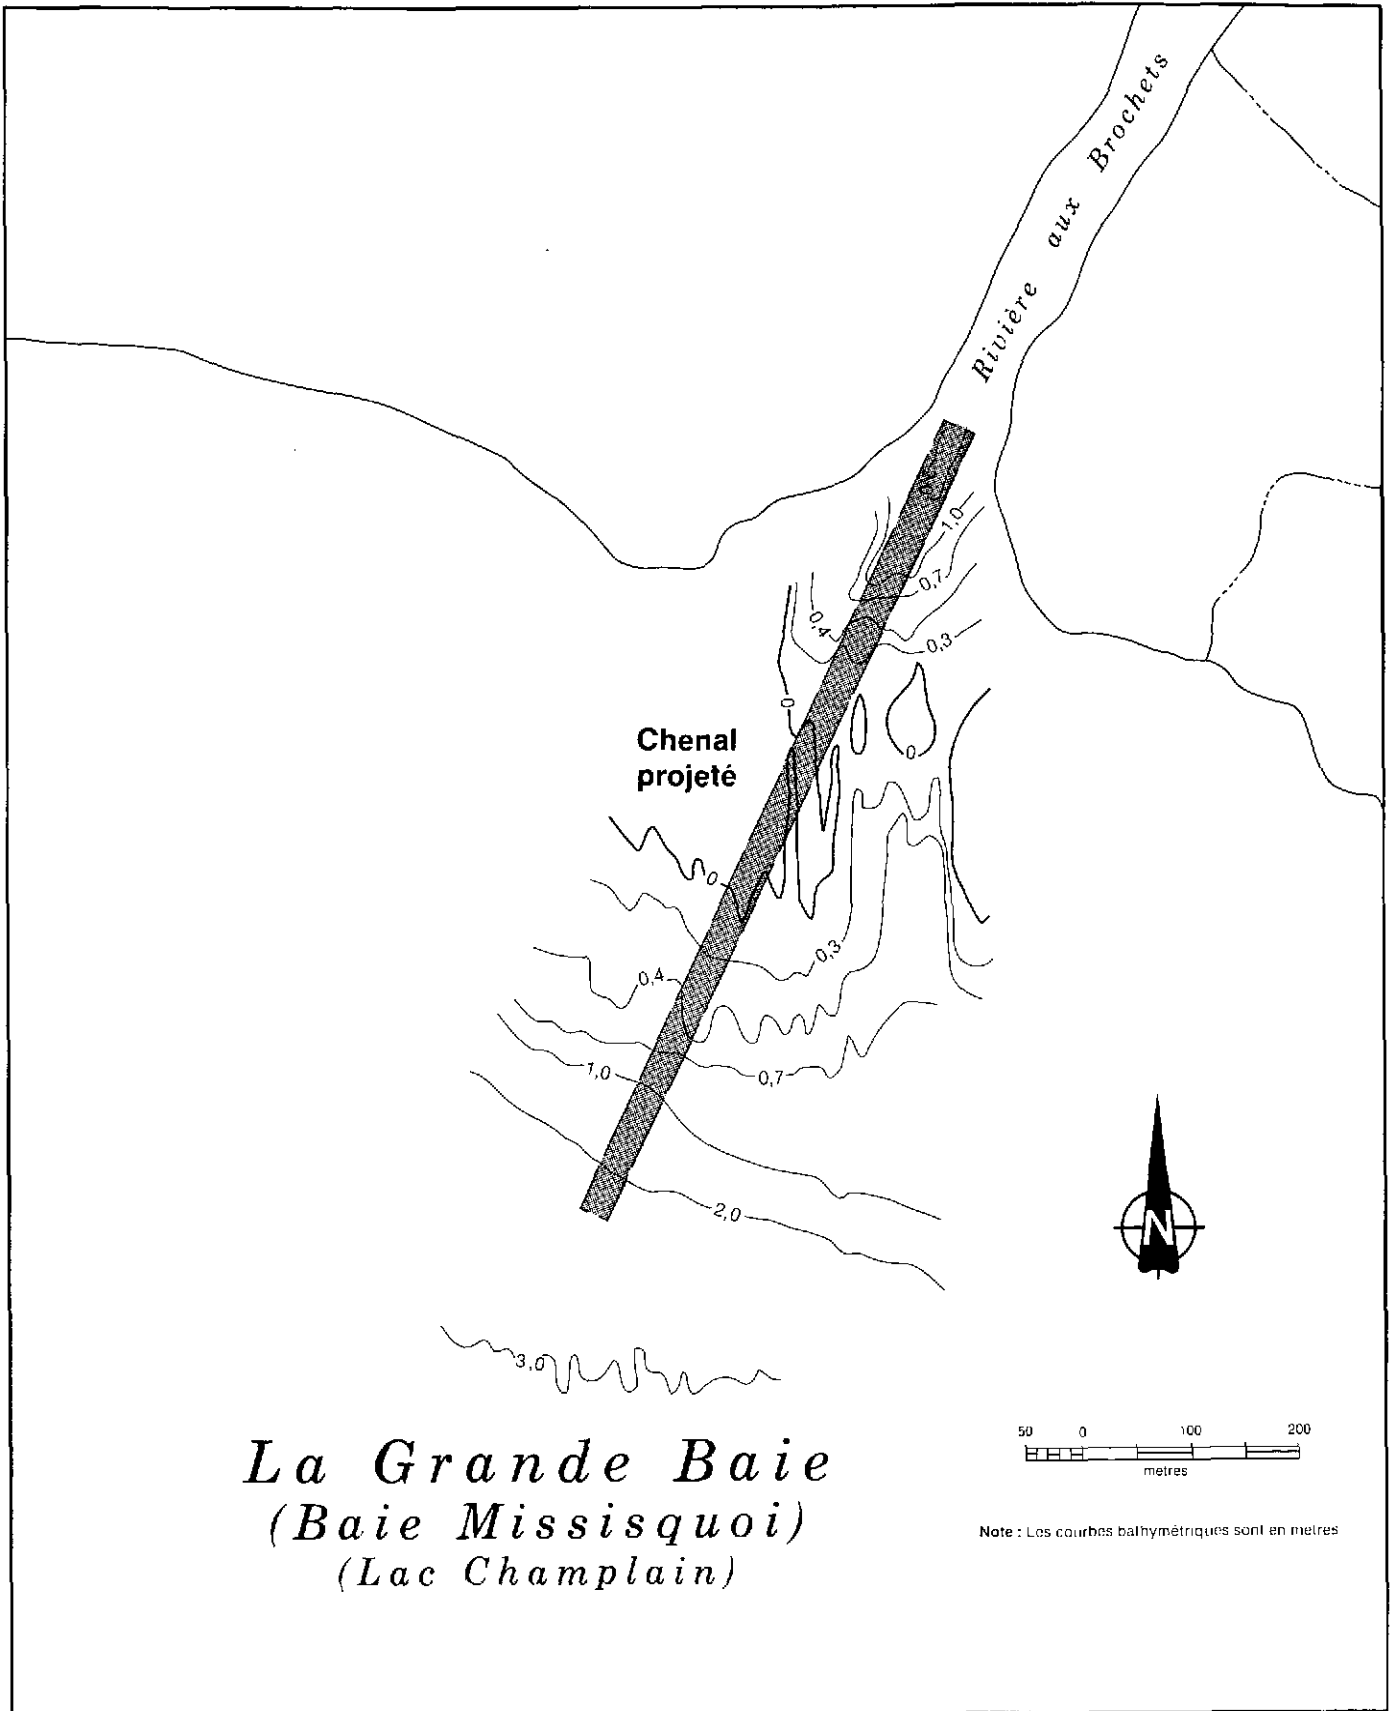 Rivière aux Brochets
1,0
0,7
0,4
0,3
0
0
Chenal
projeté
0
0,3
0,4
1,0
0,7
2,0
N
3,0
La Grande Baie
(Baie Missisquoi)
(Lac Champlain)
50 0 100 200
metres
Note : Les courbes bathymétriques sont en metres